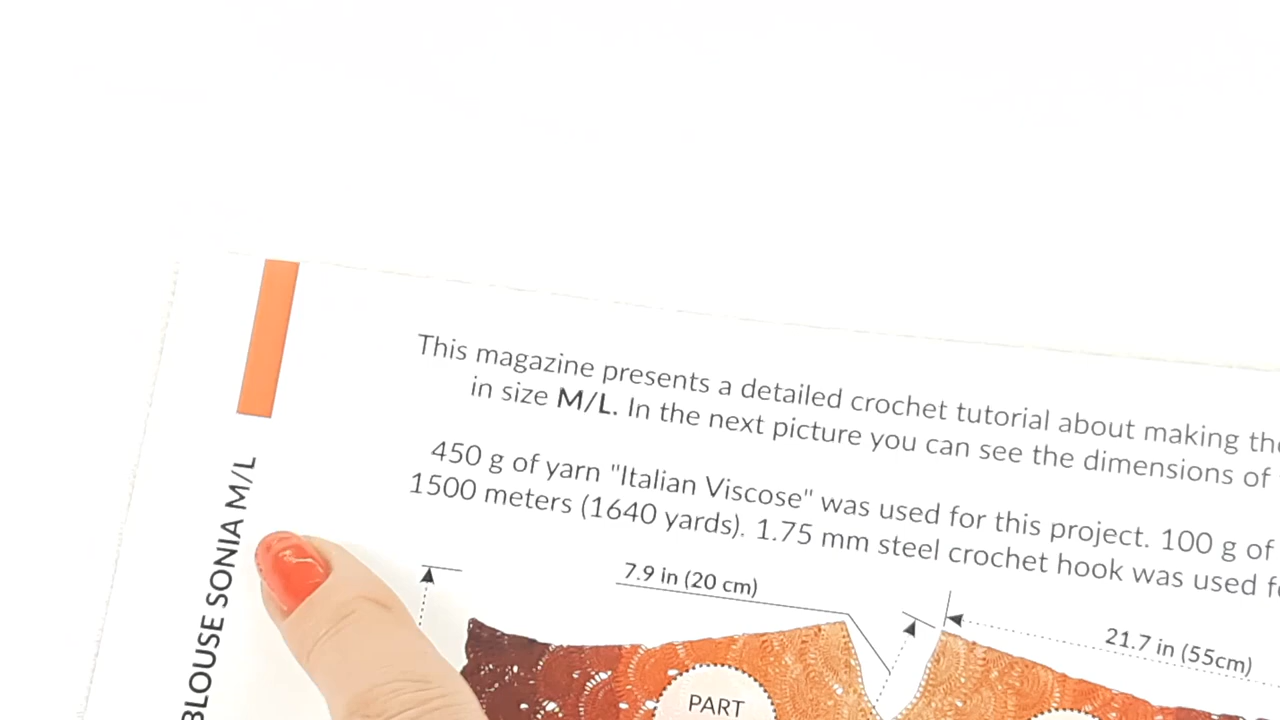 This magazine presents a detailed crochet tutorial about making
in size M/L. In the next picture you can see the dimensions of
450 g of yarn "Italian Viscose" was used for this project. 100 g of
1500 meters (1640 yards). 1.75 mm steel crochet hook was used
7.9 in (20 cm)
21.7 in (55cm)
PART
BLOUSE SONIA M/L